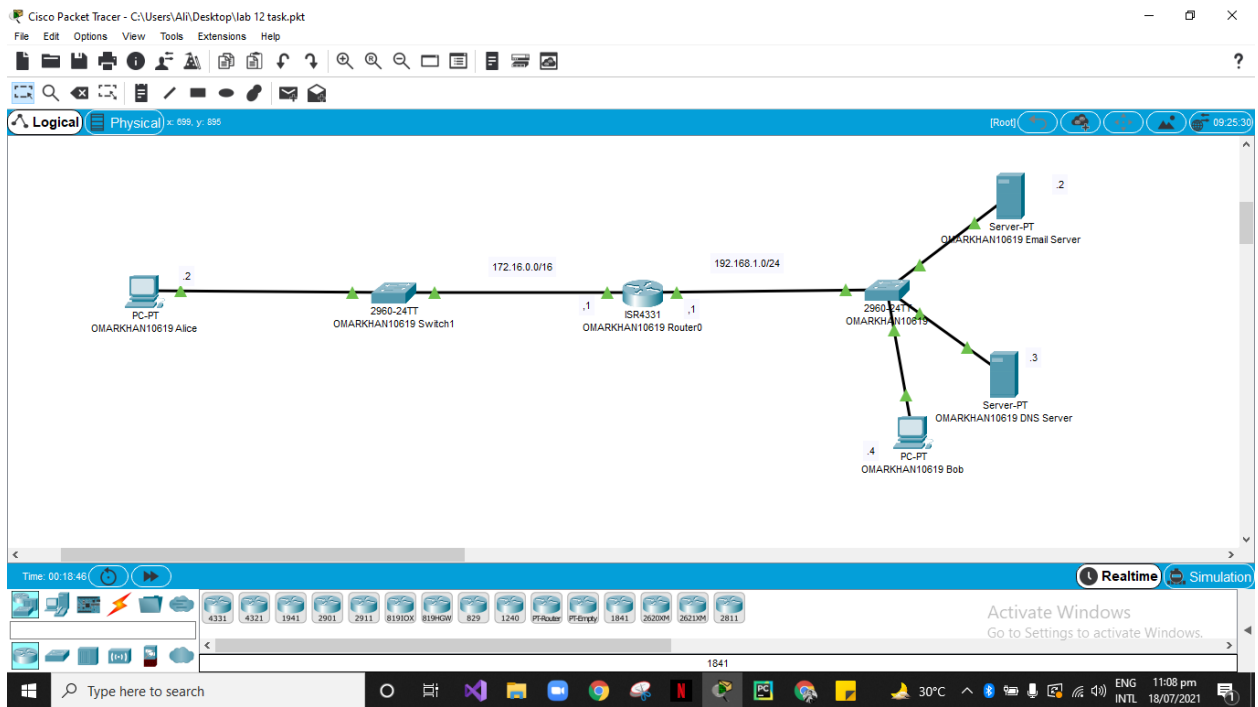 Cisco Packet Tracer - C:\Users\Ali\Desktop\lab 12 task.pkt
File Edit Options View Tools Extensions Help
Logical Physical x: 699, y: 895 [Root] 09:25:30
.2
Server-PT
OMARKHAN10619 Email Server
172.16.0.0/16
192.168.1.0/24
.2
PC-PT
OMARKHAN10619 Alice
2960-24TT
OMARKHAN10619 Switch1
,1
,1
ISR4331
OMARKHAN10619 Router0
2960-24TT
OMARKHAN10619
.3
Server-PT
OMARKHAN10619 DNS Server
.4
PC-PT
OMARKHAN10619 Bob
Time: 00:18:46 Realtime Simulation
4331 4321 1941 2901 2911 819IOX 819HGW 829 1240 PT-Router PT-Empty 1841 2620XM 2621XM 2811
Activate Windows
Go to Settings to activate Windows.
1841
Type here to search
30°C ENG 11:08 pm
INTL 18/07/2021